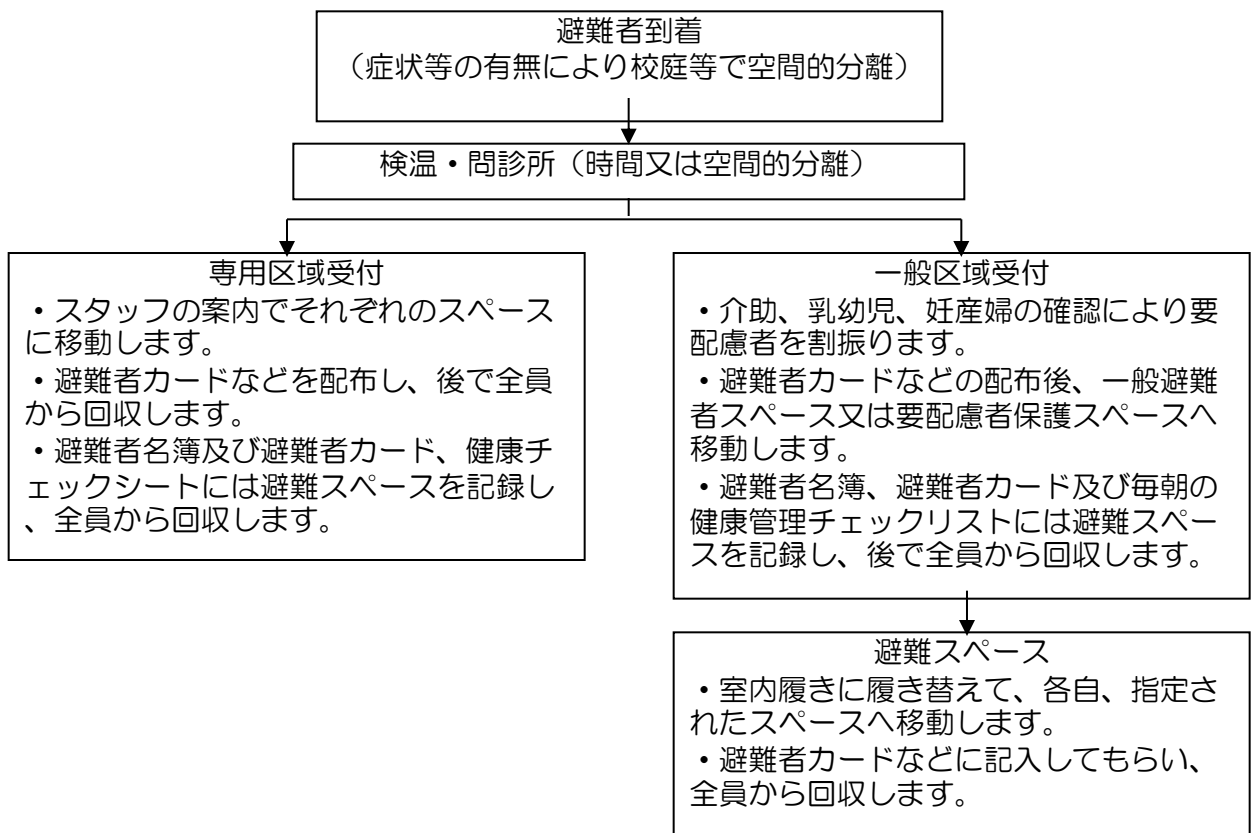 避難者到着
（症状等の有無により校庭等で空間的分離）
検温・問診所（時間又は空間的分離）
専用区域受付
・スタッフの案内でそれぞれのスペース
に移動します。
・避難者カードなどを配布し、後で全員
から回収します。
・避難者名簿及び避難者カード、健康チ
ェックシートには避難スペースを記録し
、全員から回収します。
一般区域受付
・介助、乳幼児、妊産婦の確認により要
配慮者を割振ります。
・避難者カードなどの配布後、一般避難
者スペース又は要配慮者保護スペースへ
移動します。
・避難者名簿、避難者カード及び毎朝の
健康管理チェックリストには避難スペー
スを記録し、後で全員から回収します。
避難スペース
・室内履きに履き替えて、各自、指定さ
れたスペースへ移動します。
・避難者カードなどに記入してもらい、
全員から回収します。